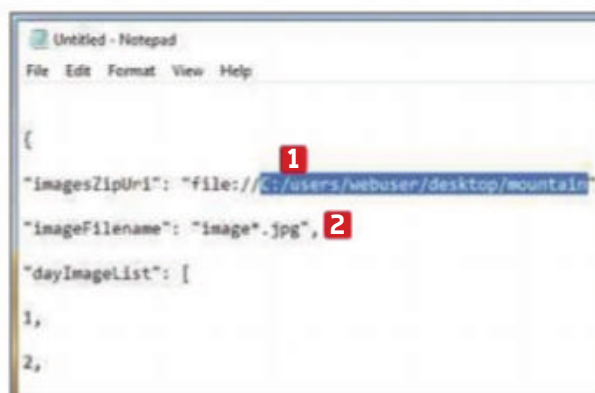 Untitled - Notepad
File Edit Format View Help
{
1
"imagesZipUri": "file://C:/users/webuser/desktop/mountain"
"imageFilename": "image*.jpg", 2
"dayImageList": [
1,
2,